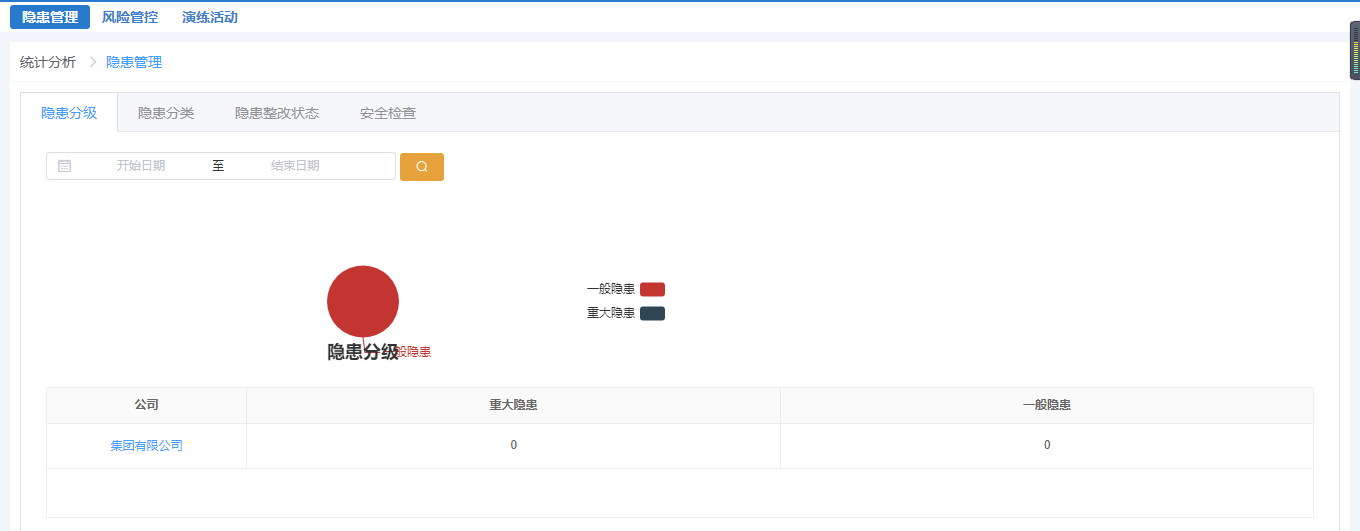 隐患管理 风险管控 演练活动
统计分析 > 隐患管理
隐患分级 隐患分类 隐患整改状态 安全检查
开始日期 至 结束日期
一般隐患
重大隐患
隐患分级 般隐患
公司 重大隐患 一般隐患
集团有限公司 0 0